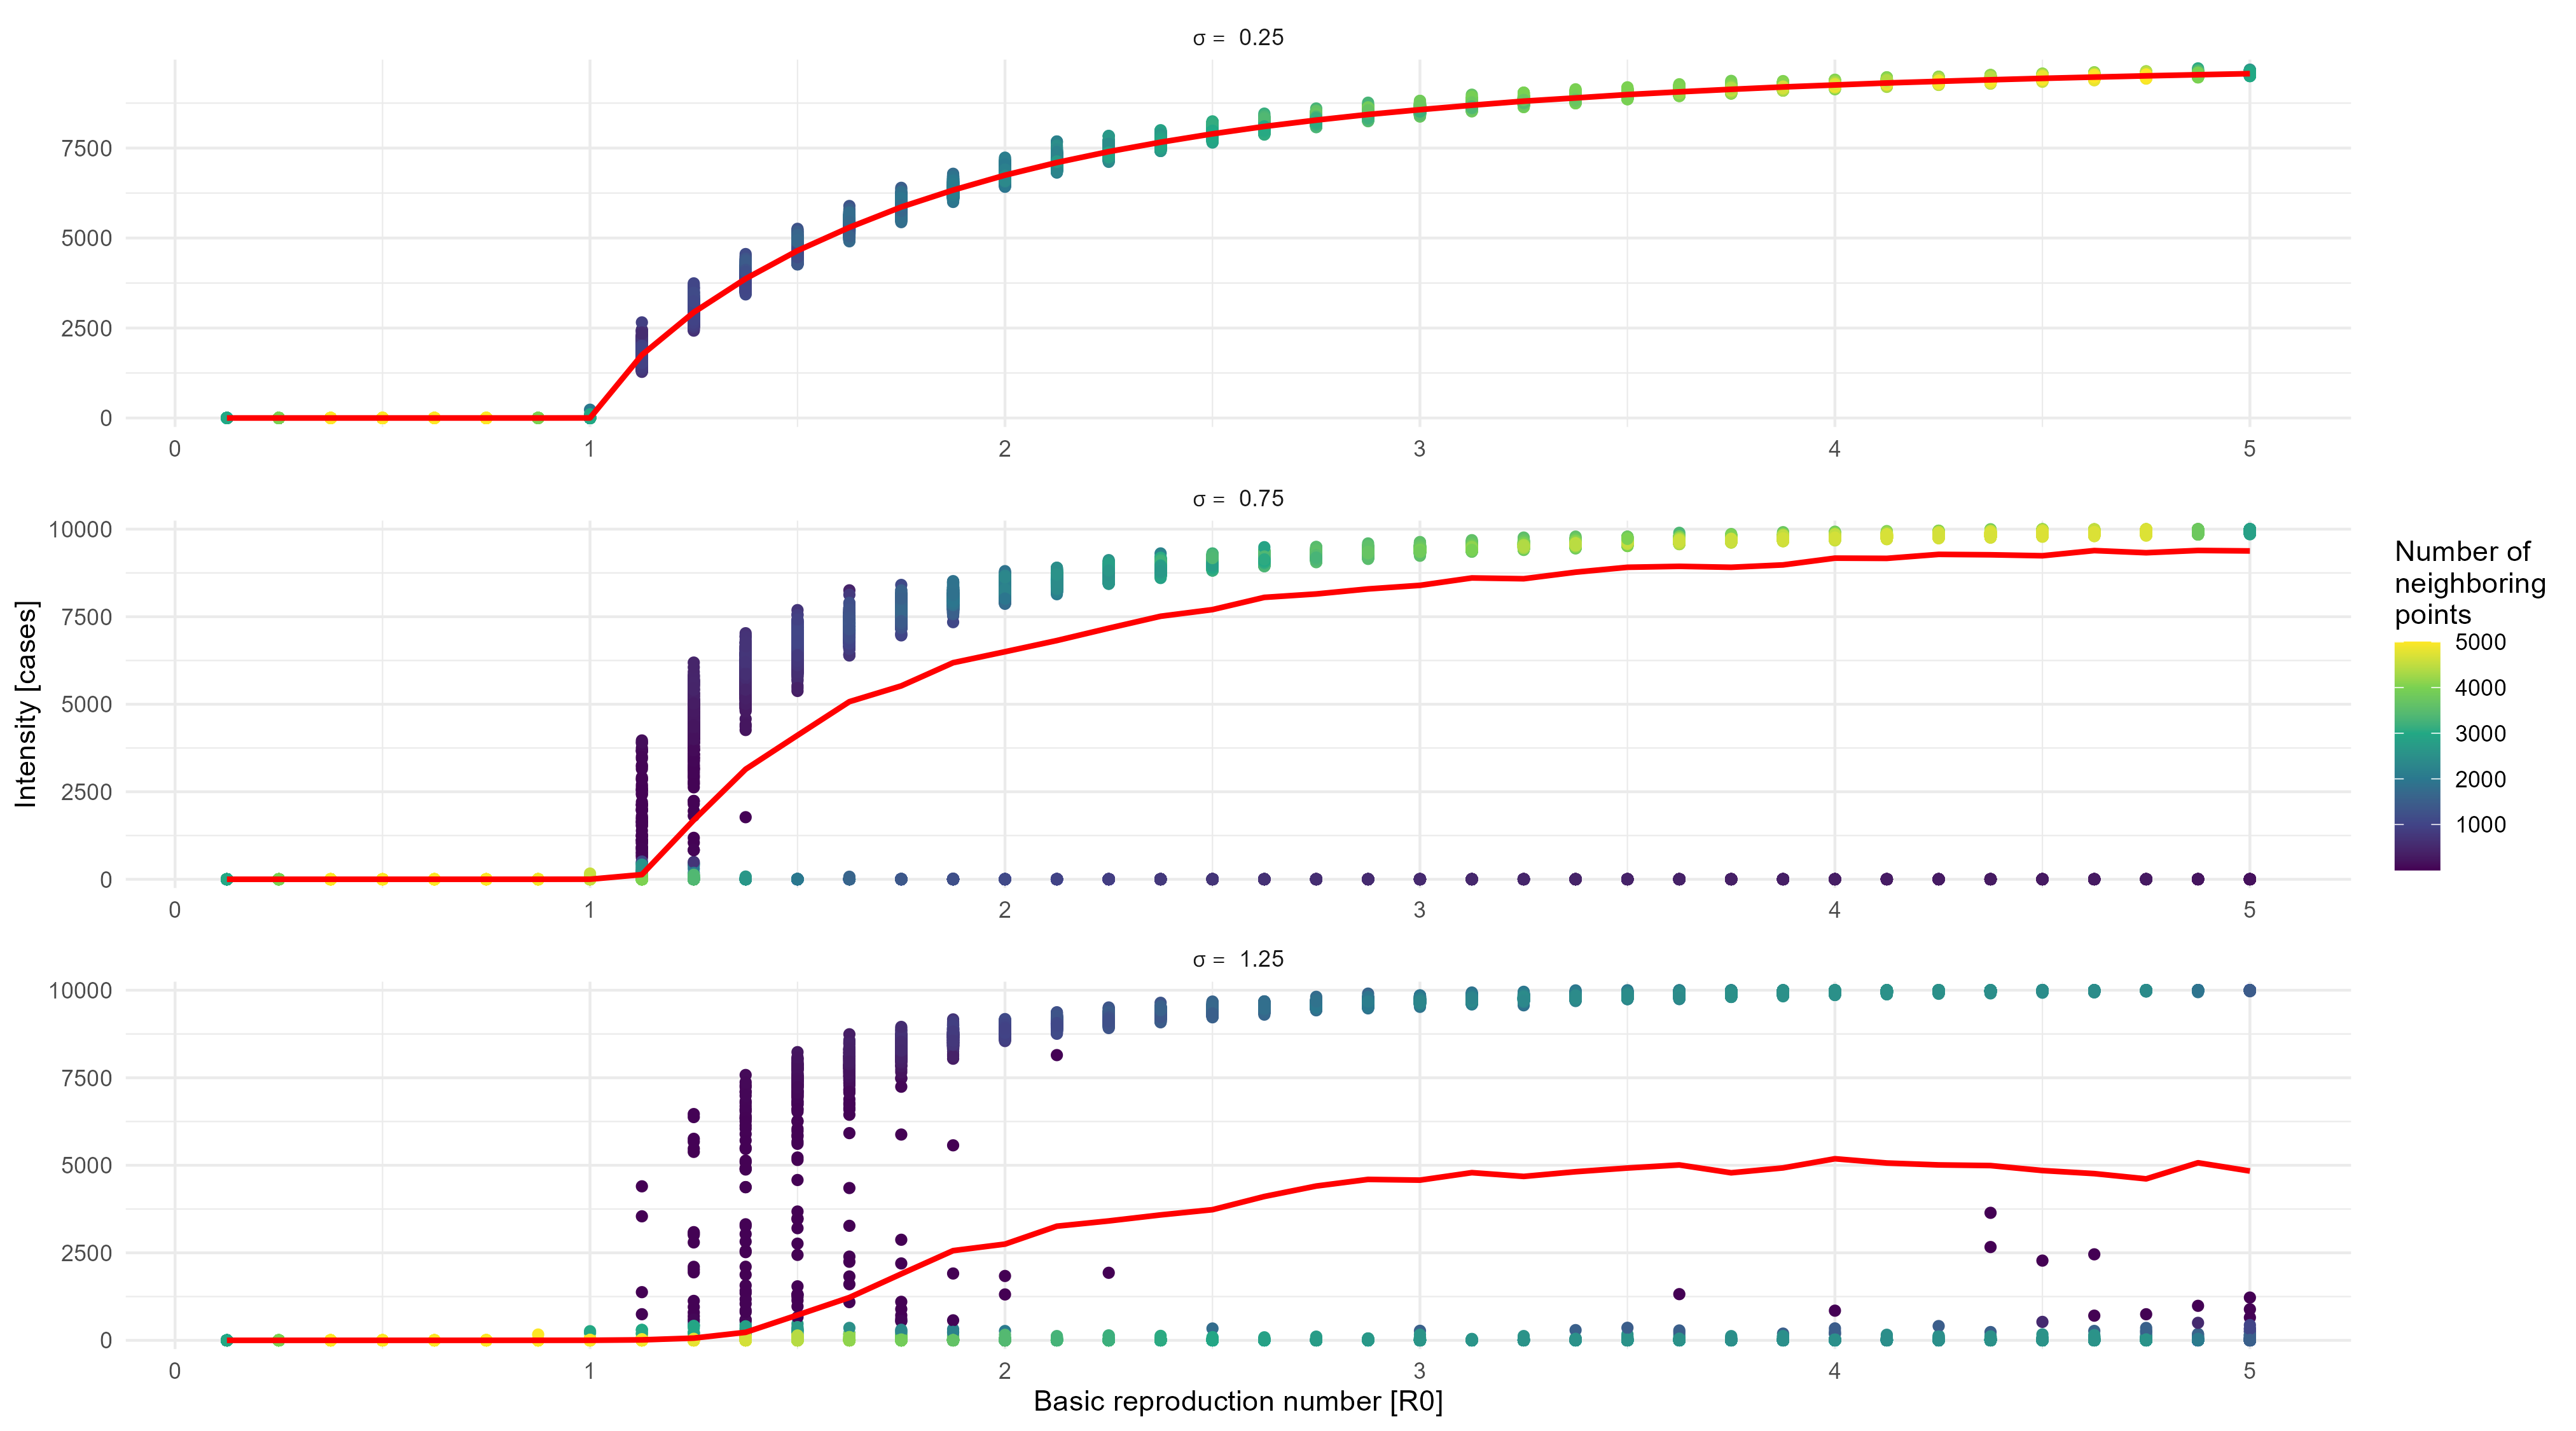 σ = 0.25
7500
5000
2500
0
0 1 2 3 4 5
σ = 0.75
10000
7500
5000
2500
0
0 1 2 3 4 5
σ = 1.25
10000
7500
5000
2500
0
0 1 2 3 4 5
Basic reproduction number [R0]
Intensity [cases]
Number of
neighboring
points
5000
4000
3000
2000
1000